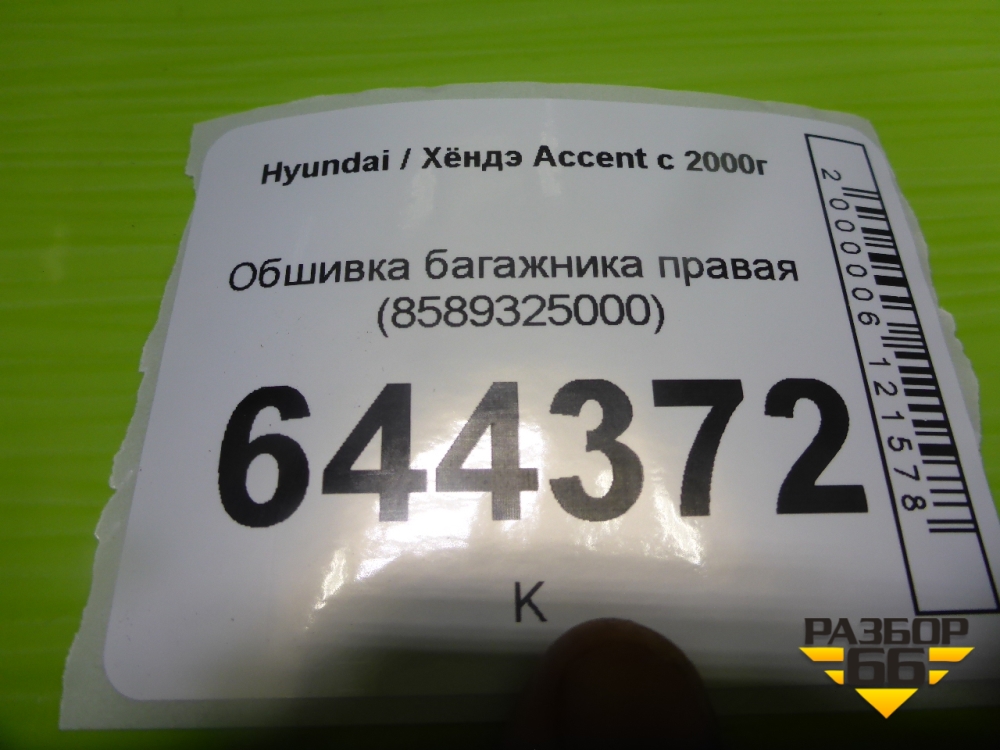 Hyundai / Хёндэ Accent с 2000г
Обшивка багажника правая
(8589325000)
644372
К
2000006121578
РАЗБОР
66